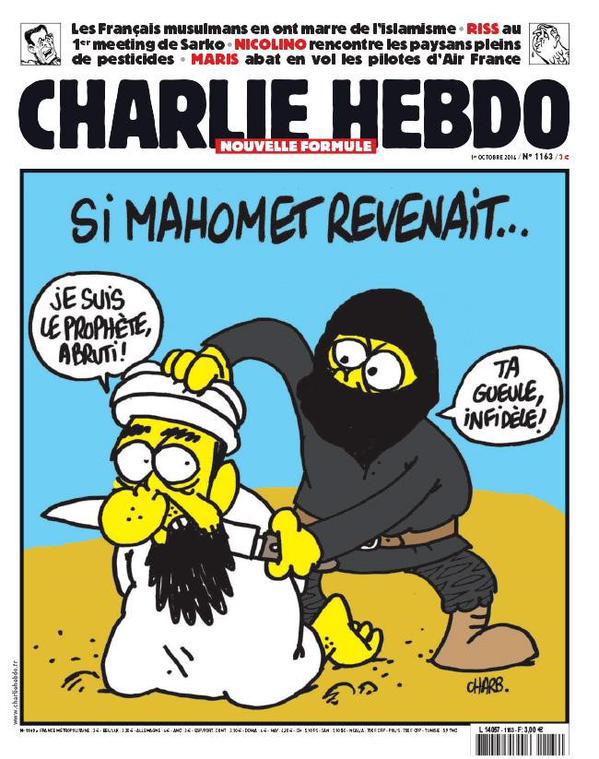 Les Français musulmans en ont marre de l'islamisme • RISS au
1er meeting de Sarko • NICOLINO rencontre les paysans pleins
de pesticides • MARIS abat en vol les pilotes d'Air France
CHARLIE HEBDO
NOUVELLE FORMULE
1er OCTOBRE 2014 / N° 1163 / 3 €
SI MAHOMET REVENAIT...
JE SUIS
LE PROPHÈTE,
ABRUTI!
TA
GUEULE,
INFIDÈLE!
CHARB.
www.charliehebdo.fr
L 14057 - 1163 - F: 3,00 €